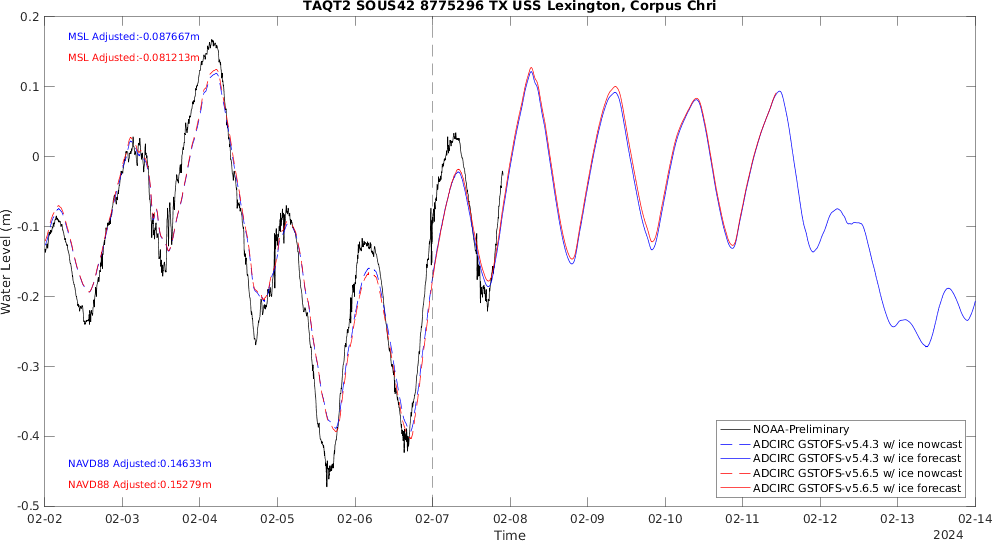 TAQT2 SOUS42 8775296 TX USS Lexington, Corpus Chri
MSL Adjusted:-0.087667m
MSL Adjusted:-0.081213m
0.2
0.1
0
-0.1
-0.2
-0.3
-0.4
-0.5
Water Level (m)
NAVD88 Adjusted:0.14633m
NAVD88 Adjusted:0.15279m
NOAA-Preliminary
ADCIRC GSTOFS-v5.4.3 w/ ice nowcast
ADCIRC GSTOFS-v5.4.3 w/ ice forecast
ADCIRC GSTOFS-v5.6.5 w/ ice nowcast
ADCIRC GSTOFS-v5.6.5 w/ ice forecast
02-02 02-03 02-04 02-05 02-06 02-07 02-08 02-09 02-10 02-11 02-12 02-13 02-14
Time
2024